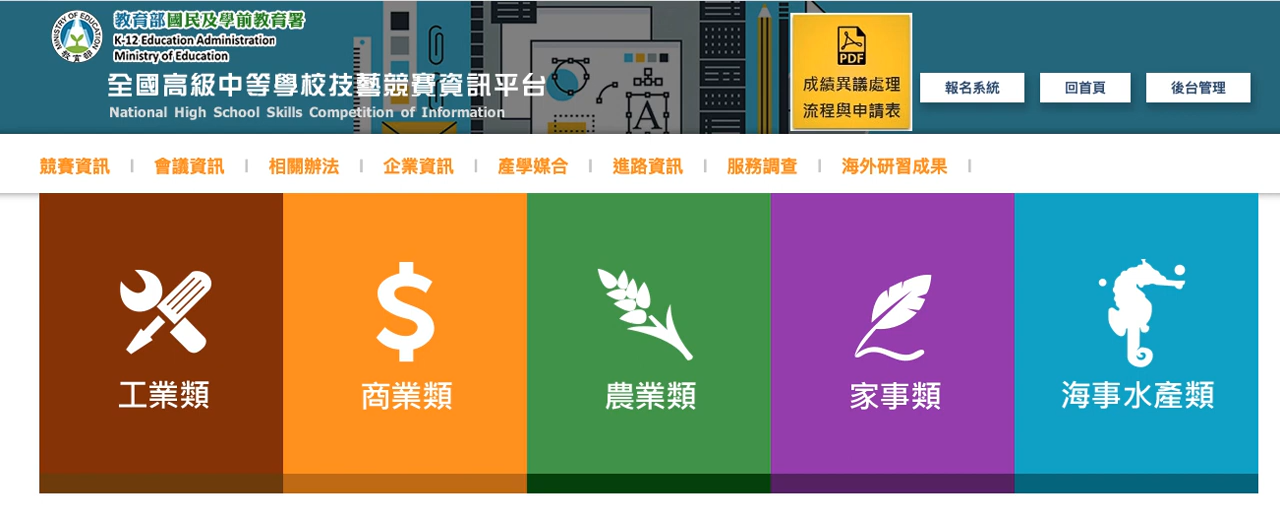 教育部國民及學前教育署
K-12 Education Administration
Ministry of Education
MINISTRY OF EDUCATION
教育部
全國高級中等學校技藝競賽資訊平台
National High School Skills Competition of Information
A
PDF
成績異議處理
流程與申請表
報名系統
回首頁
後台管理
競賽資訊 | 會議資訊 | 相關辦法 | 企業資訊 | 產學媒合 | 進路資訊 | 服務調查 | 海外研習成果 |
$
工業類
商業類
農業類
家事類
海事水產類